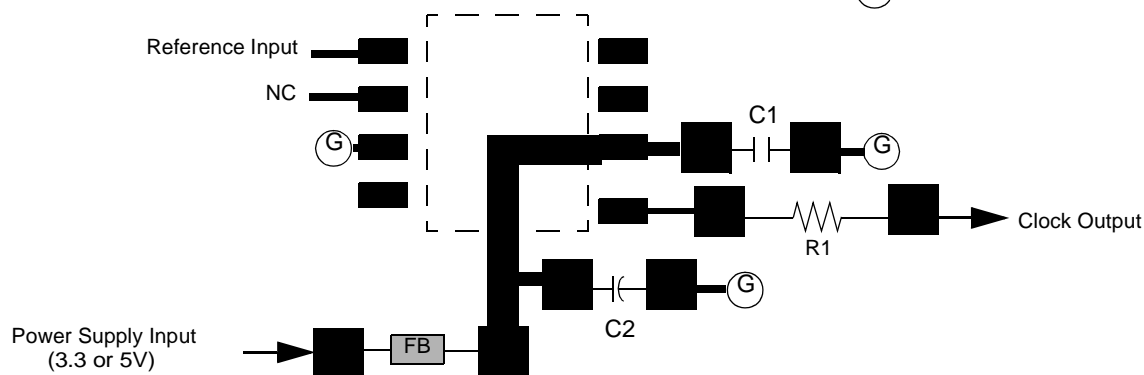 Reference Input
NC
G
C1
G
R1
Clock Output
G
C2
Power Supply Input
(3.3 or 5V)
FB